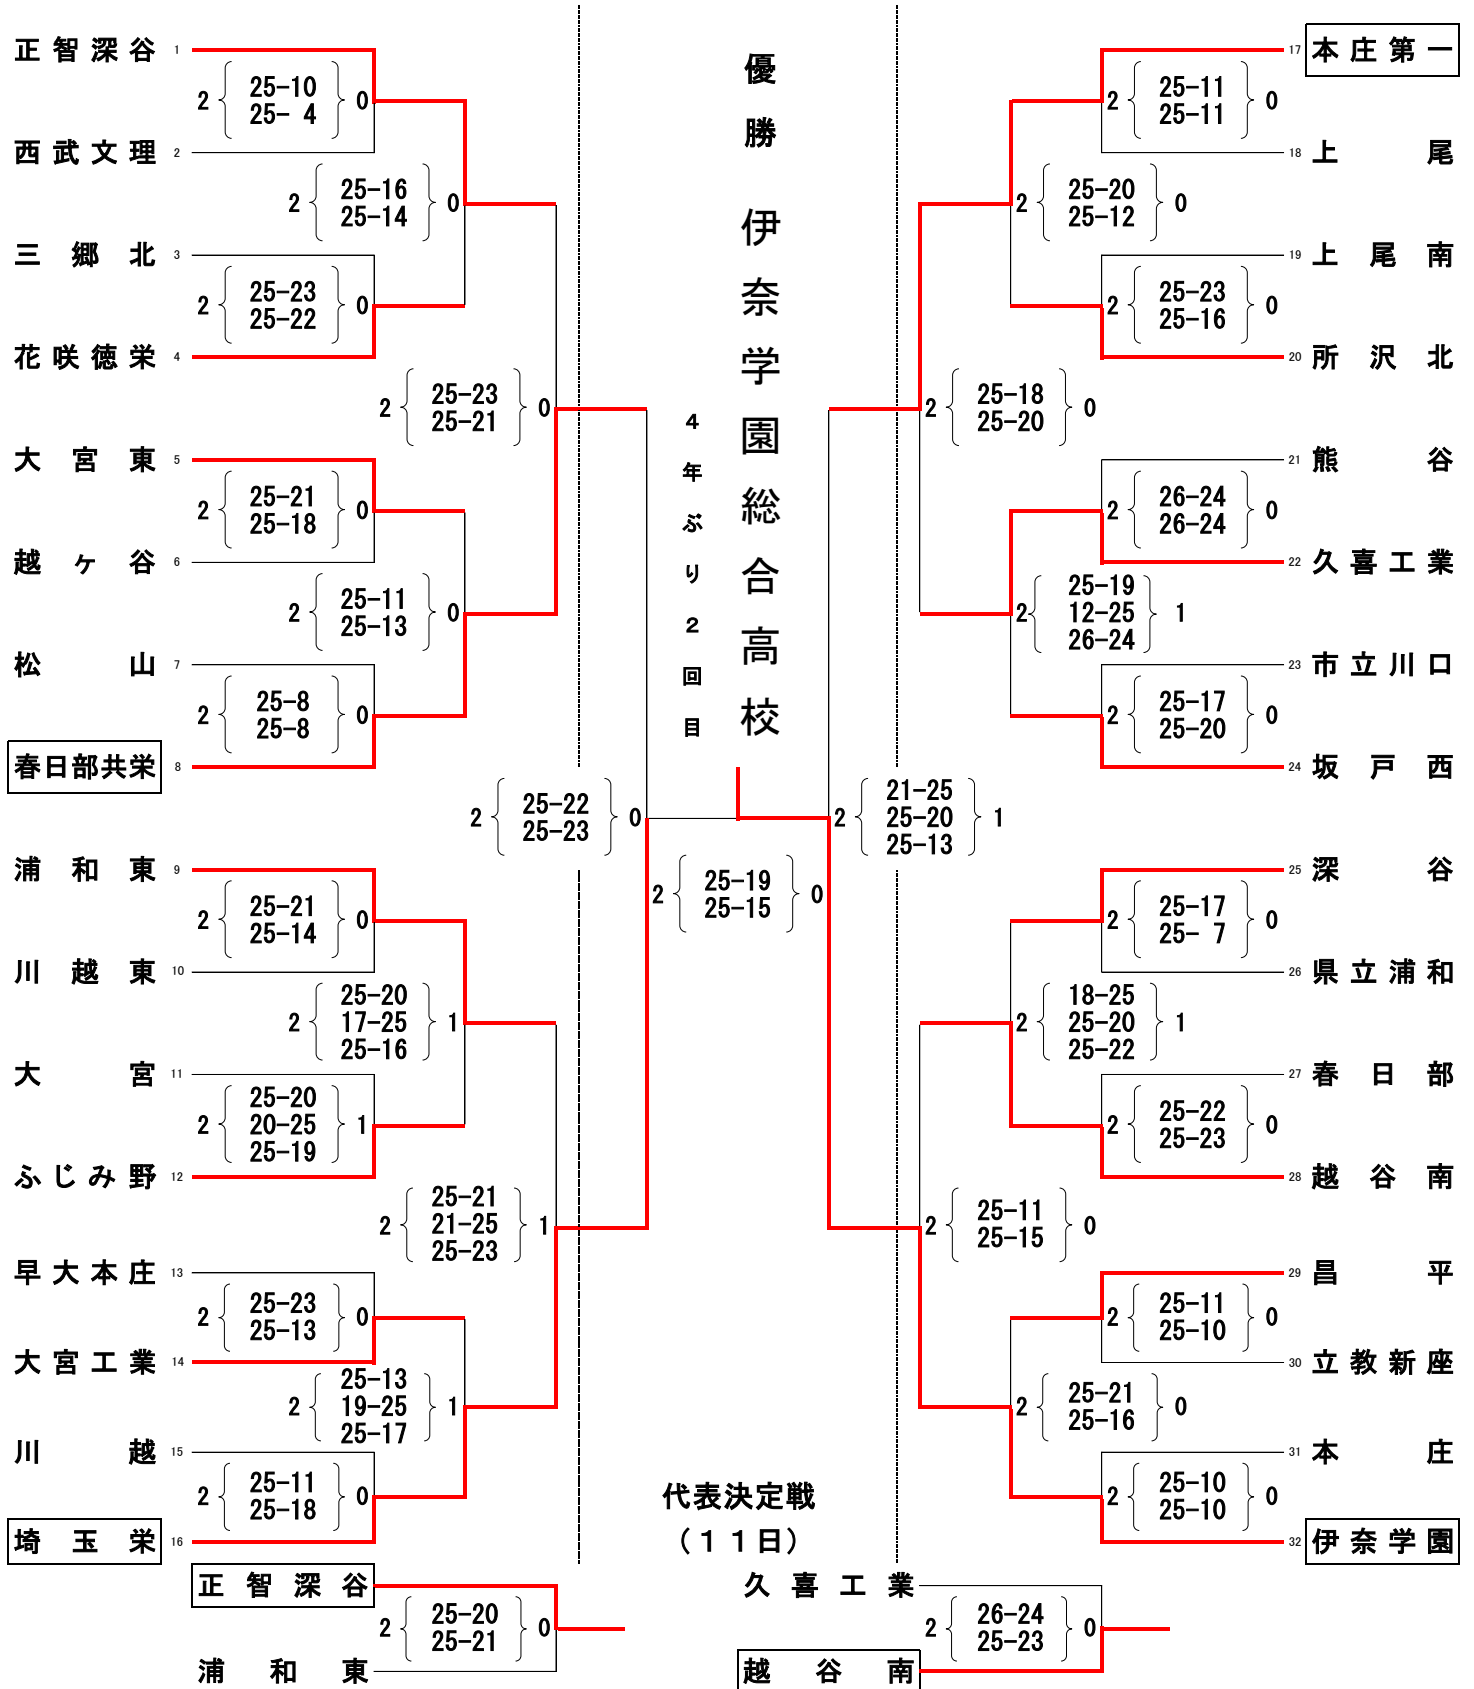 優勝 伊奈学園総合高校
4年ぶり2回目
正智深谷 1
2 25-10 0
25- 4
西武文理 2
2 25-16 0
25-14
三郷北 3
2 25-23 0
25-22
花咲徳栄 4
2 25-23 0
25-21
大宮東 5
2 25-21 0
25-18
越ヶ谷 6
2 25-11 0
25-13
松山 7
2 25-8 0
25-8
春日部共栄 8
2 25-22 0
25-23
浦和東 9
2 25-21 0
25-14
川越東 10
2 25-20 1
17-25
25-16
大宮 11
2 25-20 1
20-25
25-19
ふじみ野 12
2 25-21 1
21-25
25-23
早大本庄 13
2 25-23 0
25-13
大宮工業 14
2 25-13 1
19-25
25-17
川越 15
2 25-11 0
25-18
埼玉栄 16
2 25-19 0
25-15
17 本庄第一
2 25-11 0
25-11
18 上尾
2 25-20 0
25-12
19 上尾南
2 25-23 0
25-16
20 所沢北
2 25-18 0
25-20
21 熊谷
2 26-24 0
26-24
22 久喜工業
2 25-19 1
12-25
26-24
23 市立川口
2 25-17 0
25-20
24 坂戸西
2 21-25 1
25-20
25-13
25 深谷
2 25-17 0
25- 7
26 県立浦和
2 18-25 1
25-20
25-22
27 春日部
2 25-22 0
25-23
28 越谷南
2 25-11 0
25-15
29 昌平
2 25-11 0
25-10
30 立教新座
2 25-21 0
25-16
31 本庄
2 25-10 0
25-10
32 伊奈学園
代表決定戦
(11日)
正智深谷
2 25-20 0
25-21
浦和東
久喜工業
2 26-24 0
25-23
越谷南